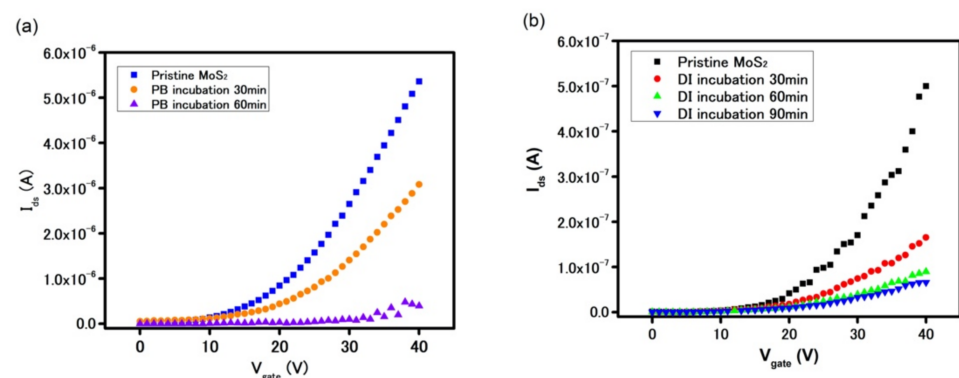 (a)
6.0x10⁻⁶
5.0x10⁻⁶
4.0x10⁻⁶
3.0x10⁻⁶
2.0x10⁻⁶
1.0x10⁻⁶
0.0
I_ds (A)
Pristine MoS₂
PB incubation 30min
PB incubation 60min
0 10 20 30 40
V_gate (V)
(b)
6.0x10⁻⁷
5.0x10⁻⁷
4.0x10⁻⁷
3.0x10⁻⁷
2.0x10⁻⁷
1.0x10⁻⁷
0.0
I_ds (A)
Pristine MoS₂
DI incubation 30min
DI incubation 60min
DI incubation 90min
0 10 20 30 40
V_gate (V)